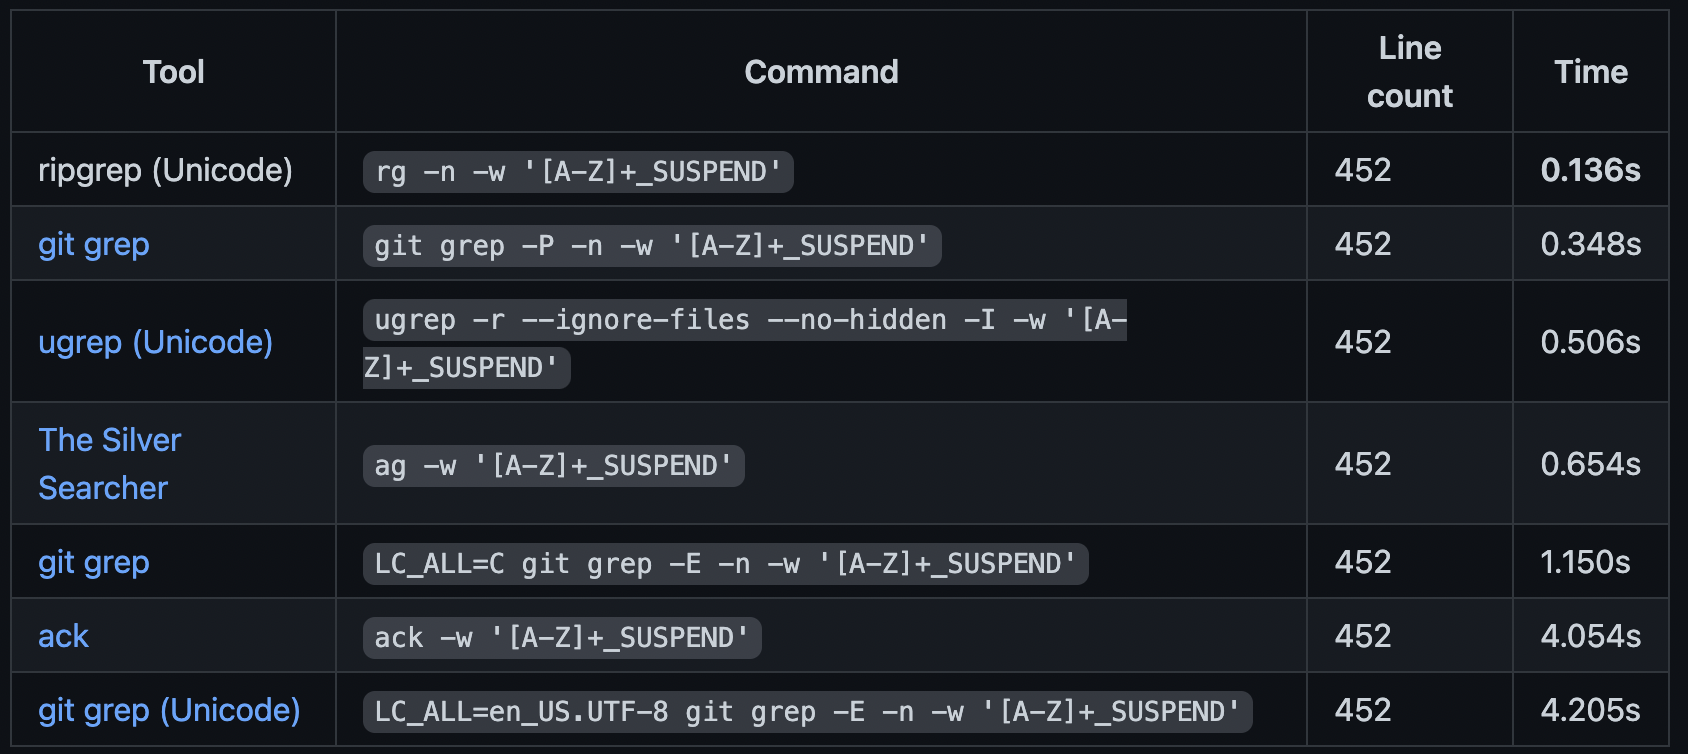 Tool Command Line
count Time
ripgrep (Unicode) rg -n -w '[A-Z]+_SUSPEND' 452 0.136s
git grep git grep -P -n -w '[A-Z]+_SUSPEND' 452 0.348s
ugrep (Unicode) ugrep -r --ignore-files --no-hidden -I -w '[A-
Z]+_SUSPEND' 452 0.506s
The Silver
Searcher ag -w '[A-Z]+_SUSPEND' 452 0.654s
git grep LC_ALL=C git grep -E -n -w '[A-Z]+_SUSPEND' 452 1.150s
ack ack -w '[A-Z]+_SUSPEND' 452 4.054s
git grep (Unicode) LC_ALL=en_US.UTF-8 git grep -E -n -w '[A-Z]+_SUSPEND' 452 4.205s